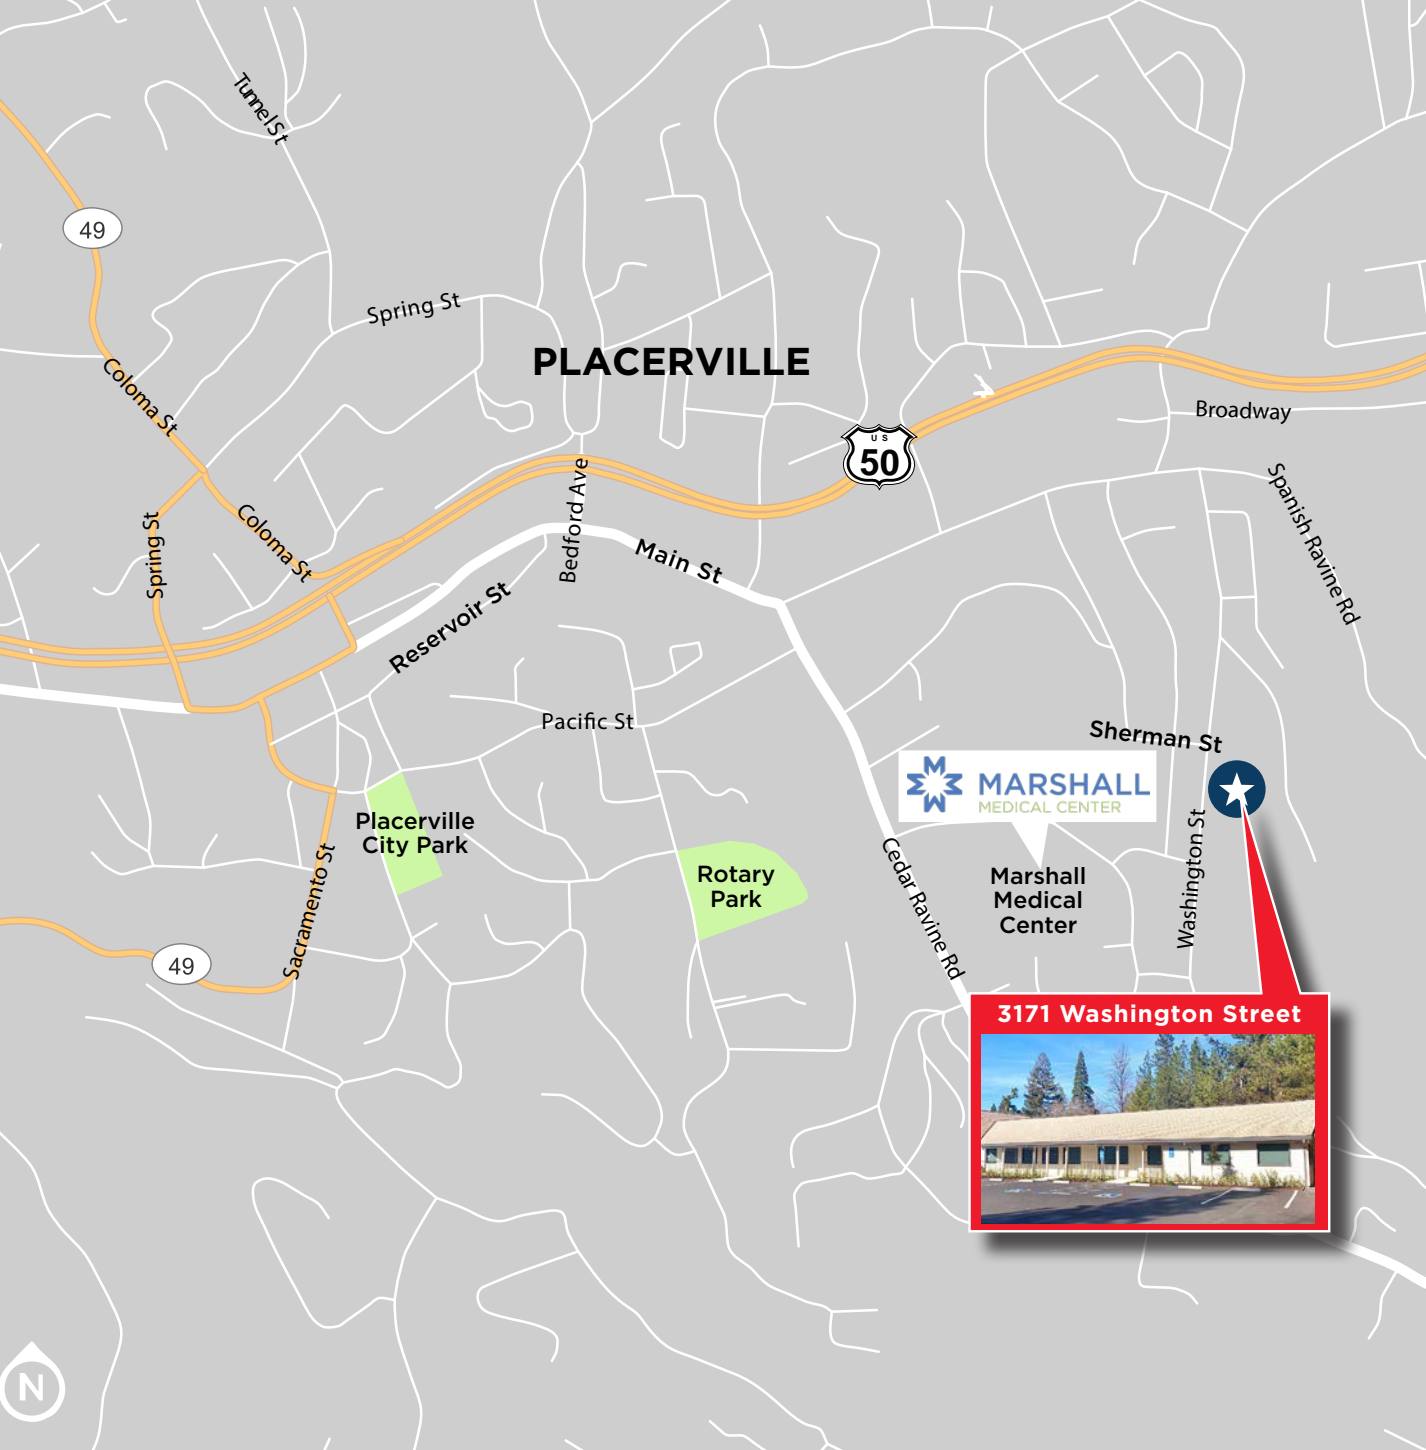 Tunnel St
49
Spring St
PLACERVILLE
Coloma St
Broadway
US
50
Spanish Ravine Rd
Bedford Ave
Coloma St
Spring St
Main St
Reservoir St
Pacific St
Sherman St
MARSHALL
MEDICAL CENTER
Placerville
City Park
Rotary
Park
Marshall
Medical
Center
Cedar Ravine Rd
Washington St
Sacramento St
49
3171 Washington Street
N